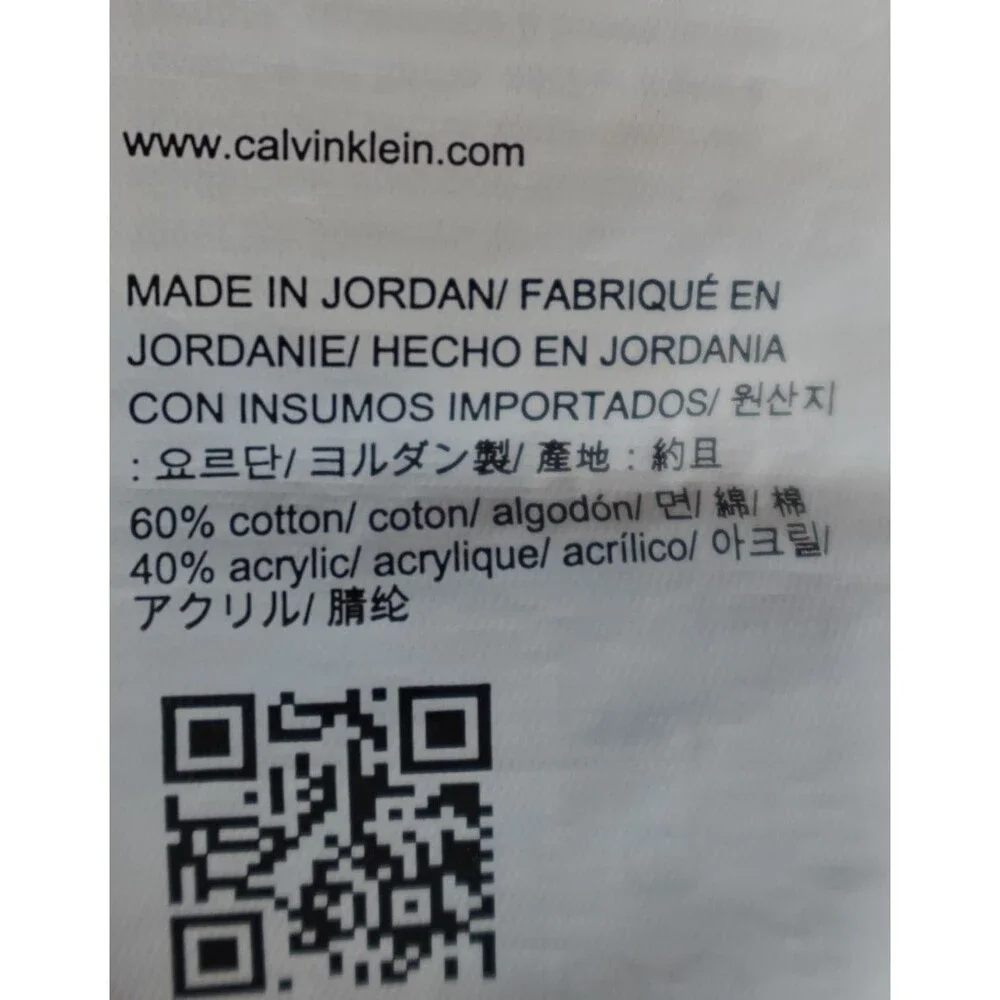 www.calvinklein.com
MADE IN JORDAN/ FABRIQUÉ EN
JORDANIE/ HECHO EN JORDANIA
CON INSUMOS IMPORTADOS/ 원산지
: 요르단/ ヨルダン製/ 產地 : 約旦
60% cotton/ coton/ algodón/ 면/ 綿/ 棉
40% acrylic/ acrylique/ acrílico/ 아크릴/
アクリル/ 腈纶